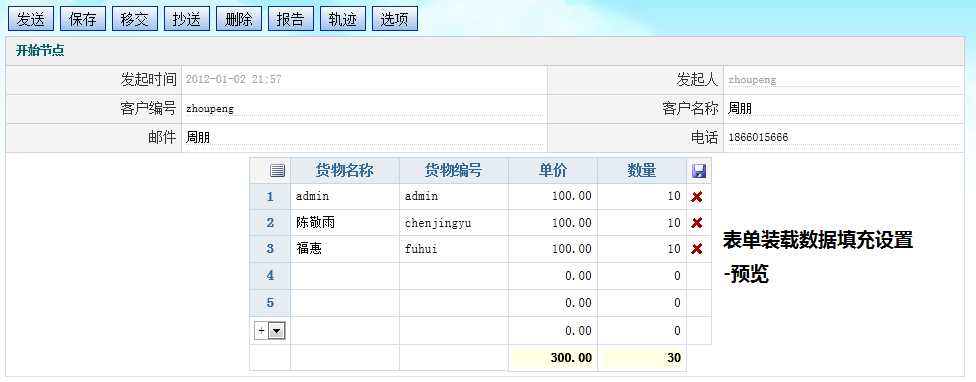 发送 保存 移交 抄送 删除 报告 轨迹 选项
开始节点
发起时间 2012-01-02 21:57 发起人 zhoupeng
客户编号 zhoupeng 客户名称 周朋
邮件 周朋 电话 1866015666
货物名称 货物编号 单价 数量
1 admin admin 100.00 10
2 陈敬雨 chenjingyu 100.00 10
3 福惠 fuhui 100.00 10
表单装载数据填充设置
-预览
4 0.00 0
5 0.00 0
+ 0.00 0
300.00 30